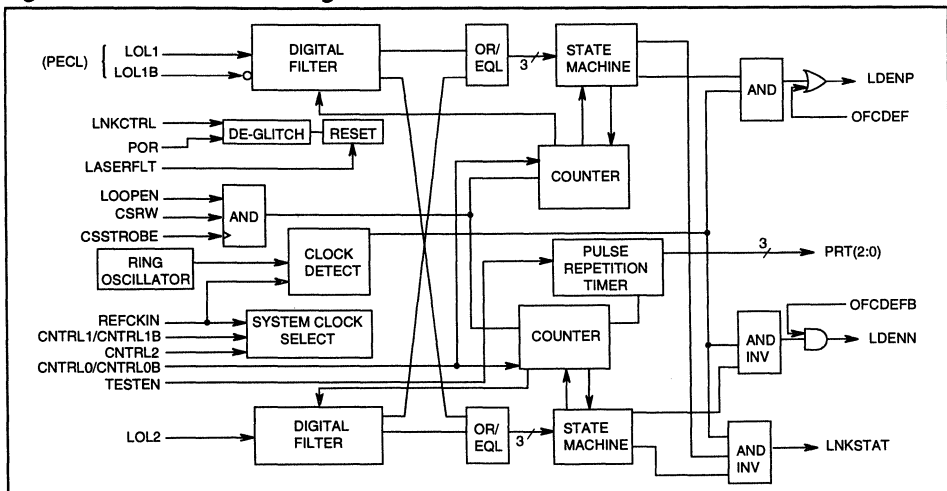 (PECL)
LOL1
LOL1B
DIGITAL
FILTER
OR/
EQL
3
STATE
MACHINE
AND
LDENP
OFCDEF
LNKCTRL
POR
DE-GLITCH
RESET
LASERFLT
COUNTER
LOOPEN
CSRW
CSSTROBE
AND
RING
OSCILLATOR
CLOCK
DETECT
PULSE
REPETITION
TIMER
3
PRT(2:0)
REFCKIN
CNTRL1/CNTRL1B
CNTRL2
CNTRL0/CNTRL0B
TESTEN
SYSTEM CLOCK
SELECT
COUNTER
OFCDEFB
AND
INV
LDENN
LOL2
DIGITAL
FILTER
OR/
EQL
3
STATE
MACHINE
AND
INV
LNKSTAT